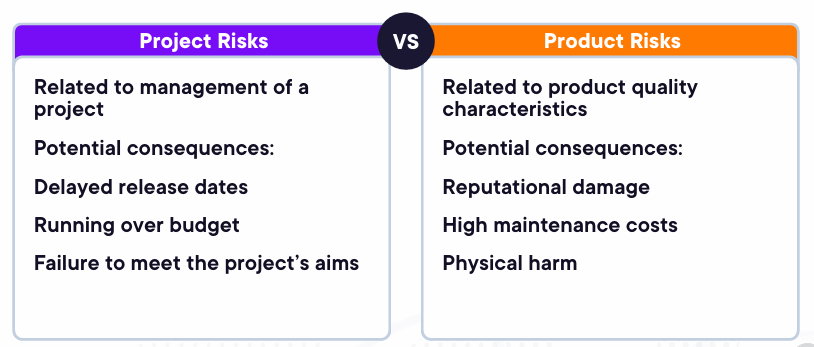 Project Risks
VS
Product Risks
Related to management of a
project
Potential consequences:
Delayed release dates
Running over budget
Failure to meet the project's aims
Related to product quality
characteristics
Potential consequences:
Reputational damage
High maintenance costs
Physical harm